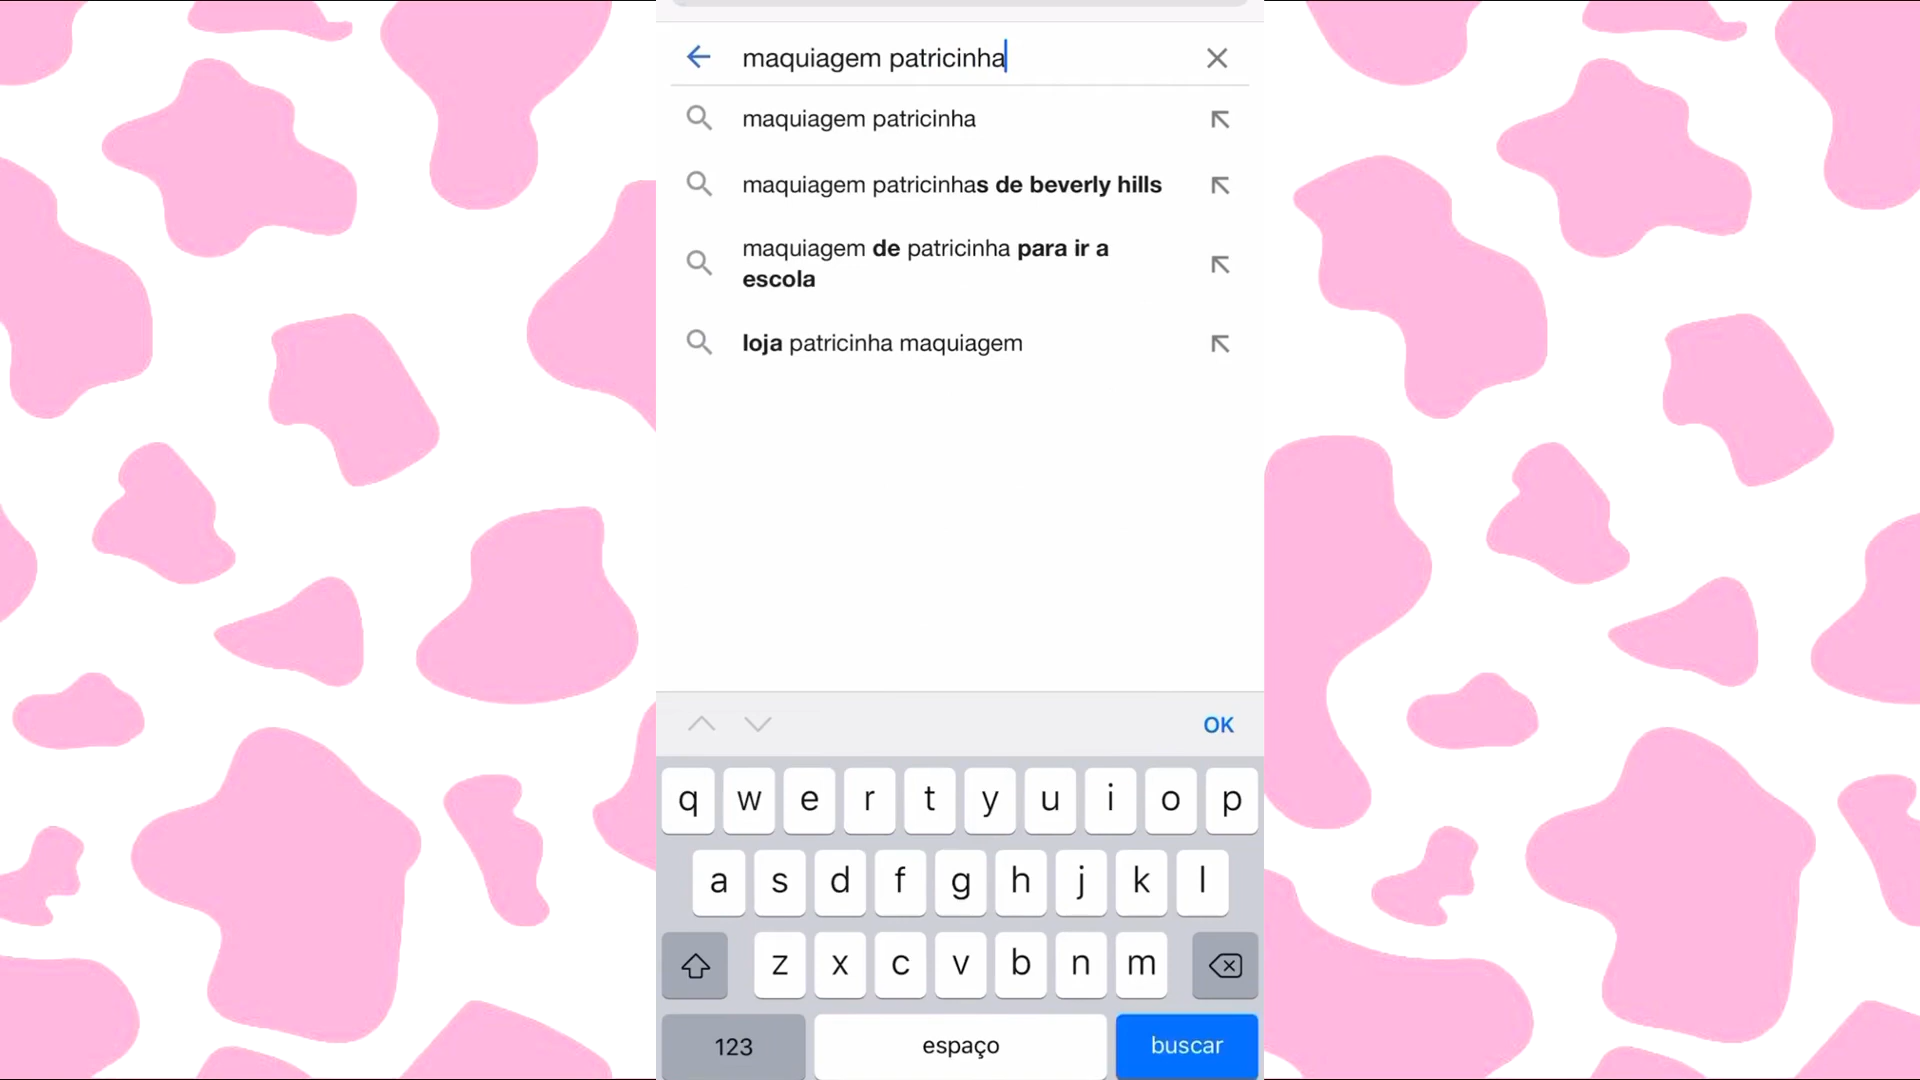 maquiagem patricinha
maquiagem patricinha
maquiagem patricinhas de beverly hills
maquiagem de patricinha para ir a
escola
loja patricinha maquiagem
OK
q w e r t y u i o p
a s d f g h j k l
z x c v b n m
123 espaço buscar